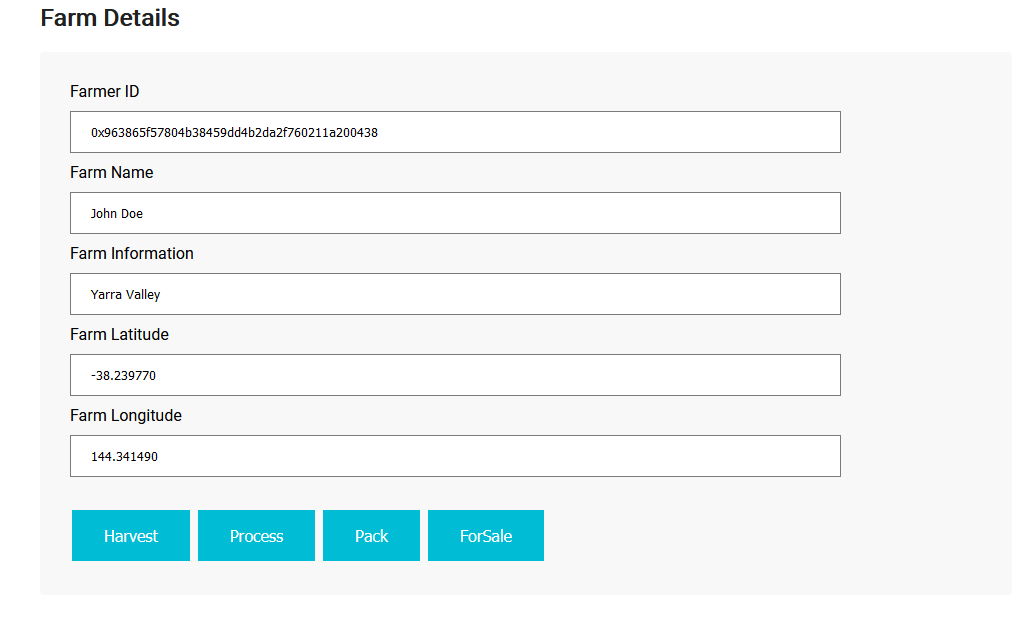 Farm Details
Farmer ID
0x963865f57804b38459dd4b2da2f760211a200438
Farm Name
John Doe
Farm Information
Yarra Valley
Farm Latitude
-38.239770
Farm Longitude
144.341490
Harvest Process Pack ForSale